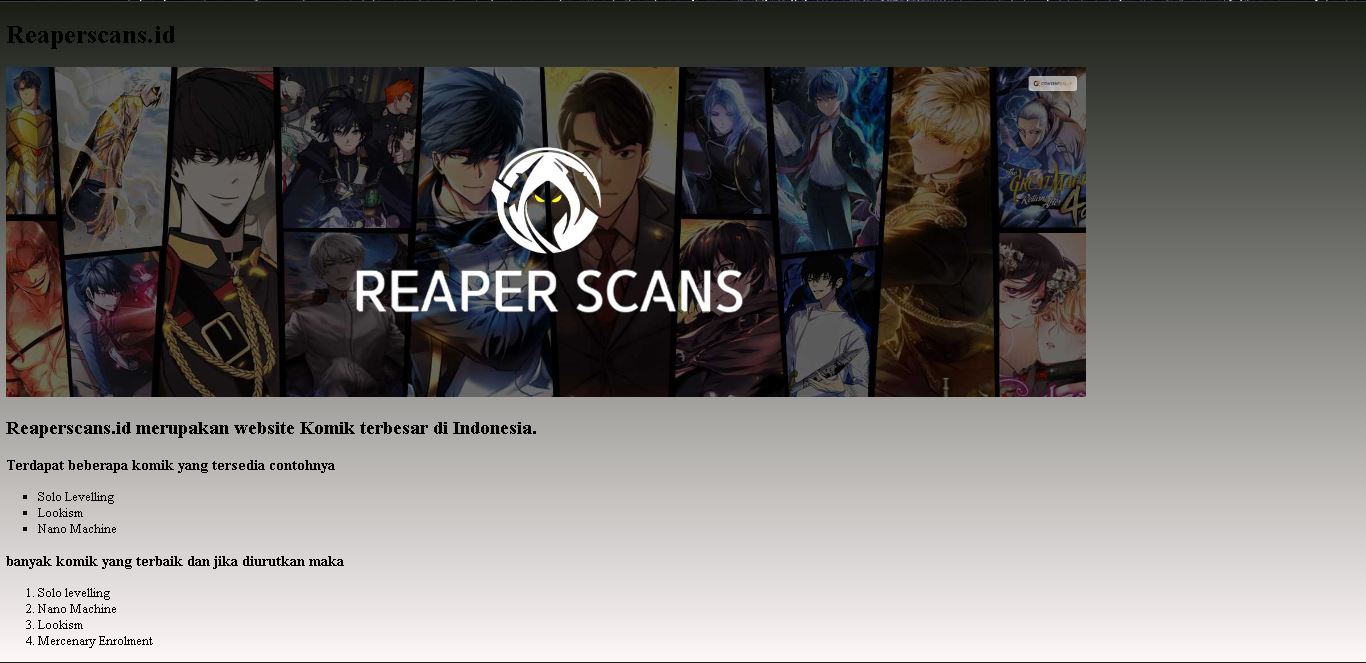 Reaperscans.id
REAPER SCANS
Reaperscans.id merupakan website Komik terbesar di Indonesia.
Terdapat beberapa komik yang tersedia contohnya
Solo Levelling
Lookism
Nano Machine
banyak komik yang terbaik dan jika diurutkan maka
1. Solo levelling
2. Nano Machine
3. Lookism
4. Mercenary Enrolment